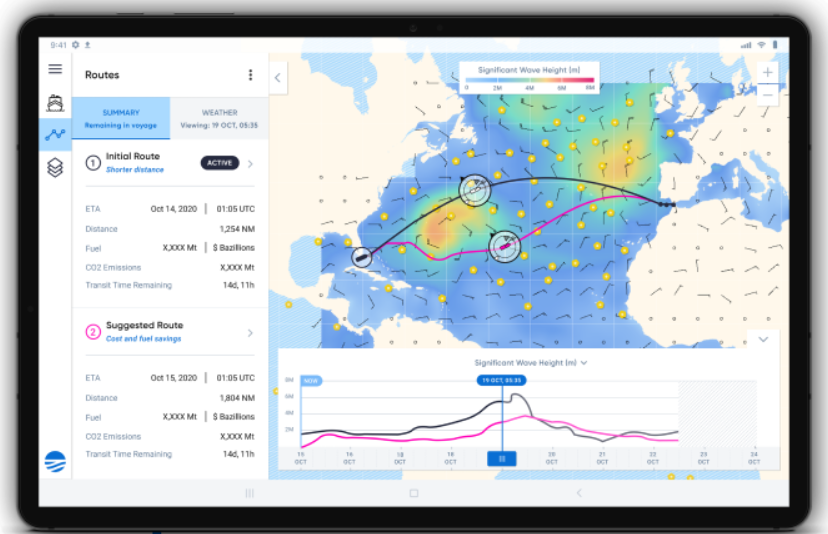 9:41
Routes
SUMMARY
Remaining in voyage
WEATHER
Viewing: 19 OCT, 05:35
1 Initial Route
Shorter distance
ACTIVE
ETA Oct 14, 2020 | 01:05 UTC
Distance 1,254 NM
Fuel X,XXX Mt | $ Bazillions
CO2 Emissions X,XXX Mt
Transit Time Remaining 14d, 11h
2 Suggested Route
Cost and fuel savings
ETA Oct 15, 2020 | 01:05 UTC
Distance 1,804 NM
Fuel X,XXX Mt | $ Bazillions
CO2 Emissions X,XXX Mt
Transit Time Remaining 14d, 11h
Significant Wave Height (m)
0 2M 4M 6M 8M
Significant Wave Height (m)
8M
6M
4M
2M
NOW
19 OCT, 05:35
15 OCT
16 OCT
18 OCT
18 OCT
20 OCT
21 OCT
22 OCT
23 OCT
24 OCT